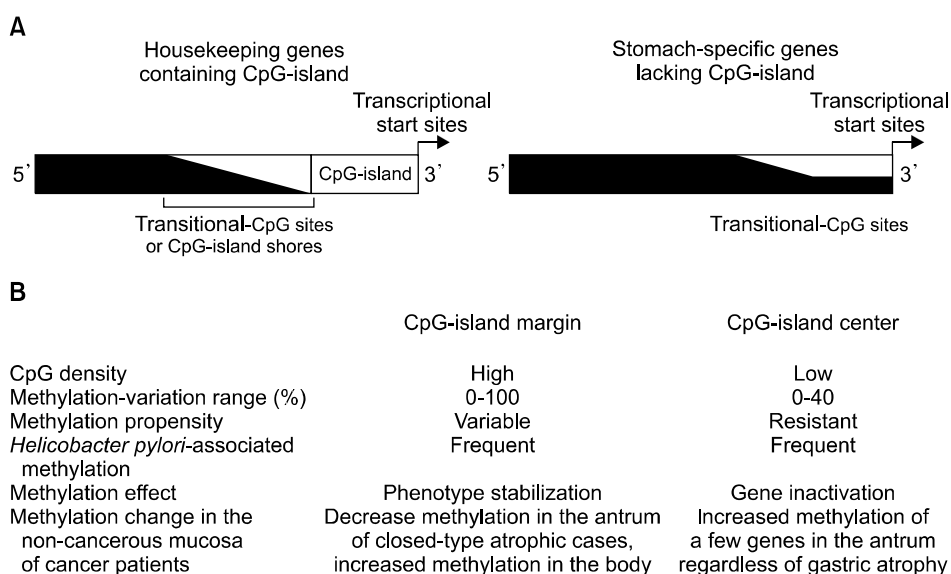 A
Housekeeping genes
containing CpG-island
Transcriptional
start sites
5’
CpG-island
3’
Transitional-CpG sites
or CpG-island shores
Stomach-specific genes
lacking CpG-island
Transcriptional
start sites
5’
3’
Transitional-CpG sites
B
CpG-island margin CpG-island center
CpG density High Low
Methylation-variation range (%) 0-100 0-40
Methylation propensity Variable Resistant
Helicobacter pylori-associated Frequent Frequent
methylation
Methylation effect Phenotype stabilization Gene inactivation
Methylation change in the Decrease methylation in the antrum Increased methylation of
non-cancerous mucosa of closed-type atrophic cases, a few genes in the antrum
of cancer patients increased methylation in the body regardless of gastric atrophy